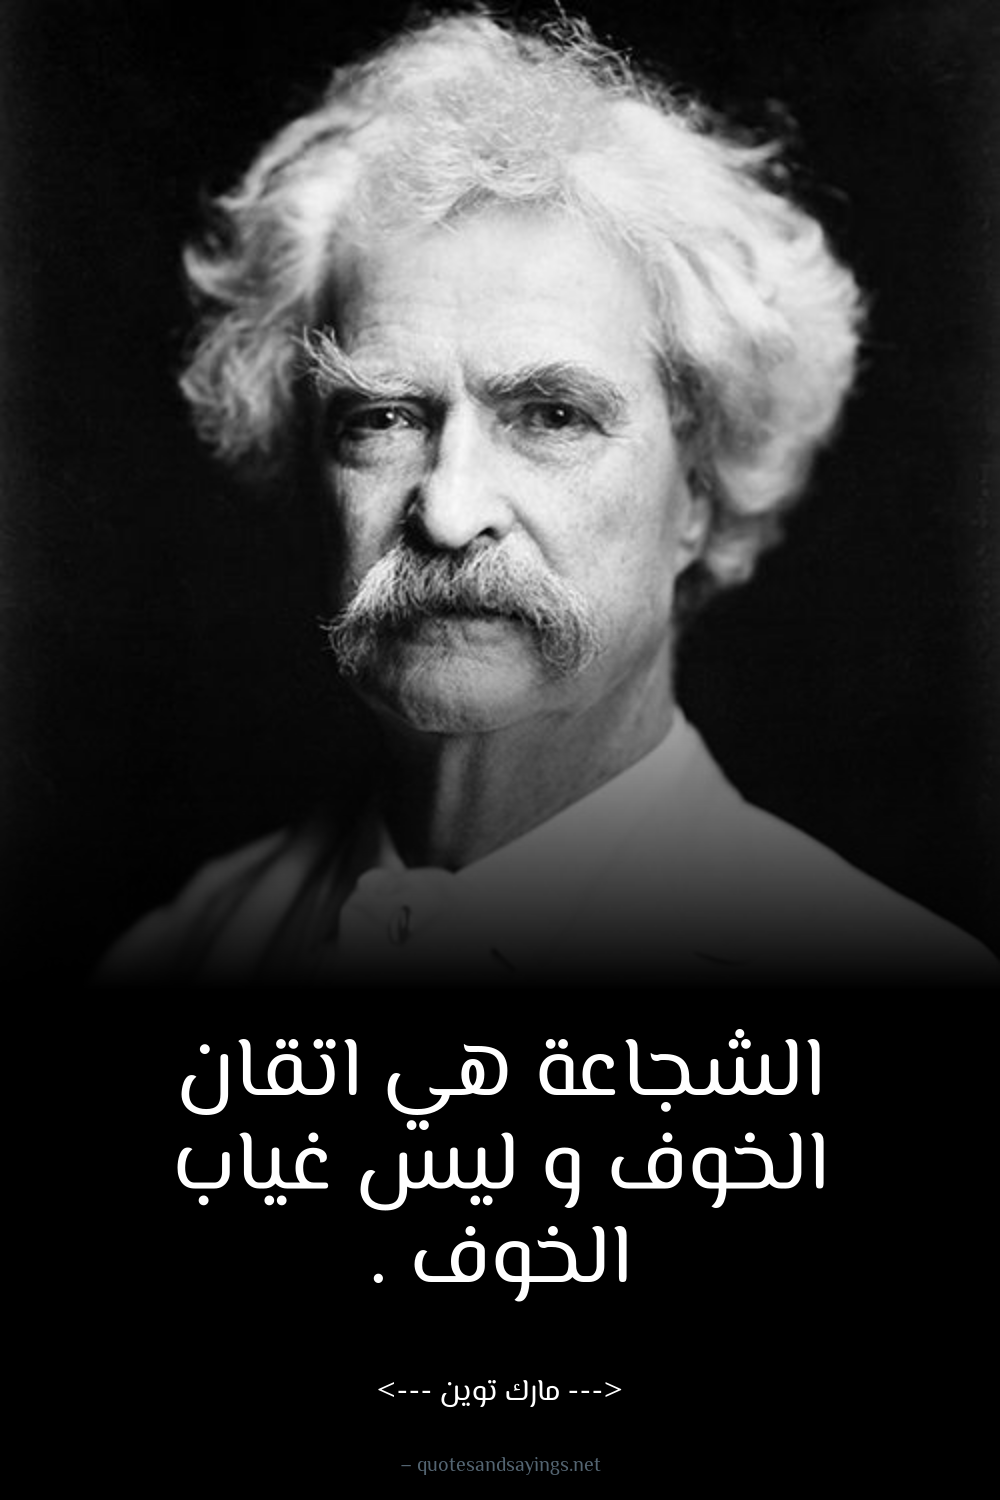 الشجاعة هي اتقان
الخوف و ليس غياب
الخوف .
<--- مارك توين --->
– quotesandsayings.net